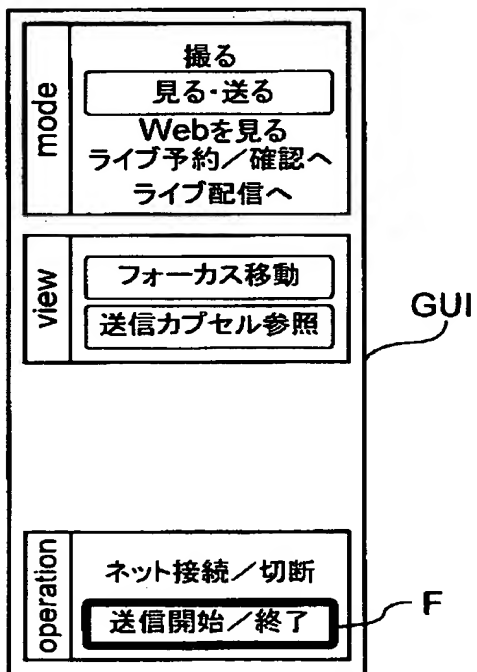 mode
撮る
見る・送る
Webを見る
ライブ予約／確認へ
ライブ配信へ
view
フォーカス移動
送信カプセル参照
GUI
operation
ネット接続／切断
送信開始／終了
F